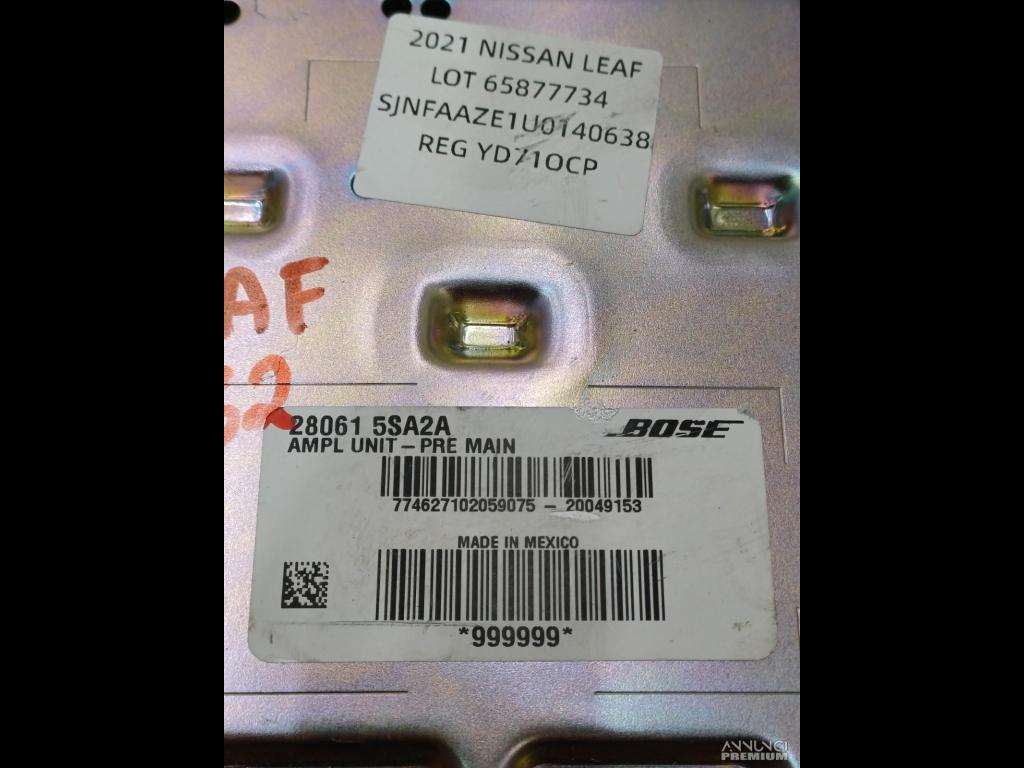 2021 NISSAN LEAF
LOT 65877734
SJNFAAZE1U0140638
REG YD71OCP
AF
62
28061 5SA2A
BOSE
AMPL UNIT-PRE MAIN
774627102059075 - 20049153
MADE IN MEXICO
*999999*
ANNUNCI
PREMIUM